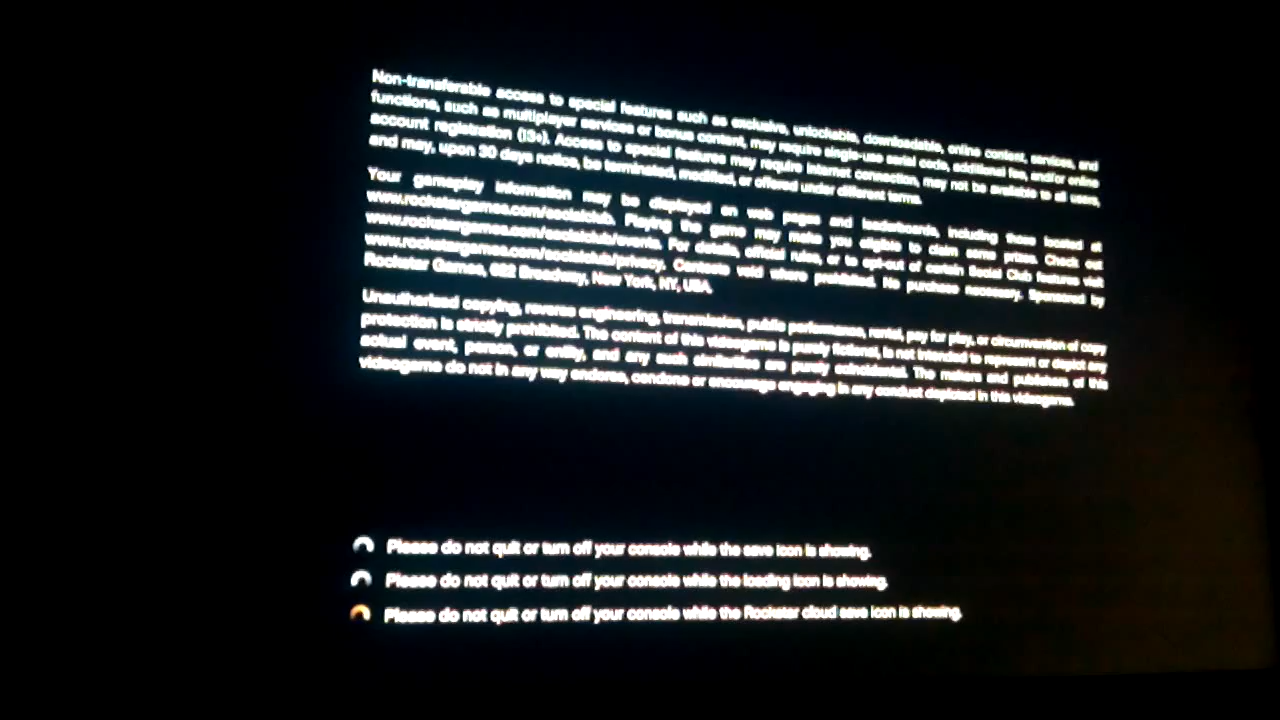 Non-transferable access to special features such as exclusive, unlockable, downloadable, online content, services, and
functions, such as multiplayer services or bonus content, may require single-use serial code, additional fee, and/or online
account registration (13+). Access to special features may require internet connection, may not be available to all users,
and may, upon 30 days notice, be terminated, modified, or offered under different terms.
Your gameplay information may be displayed on web pages and leaderboards, including those located at
www.rockstargames.com/socialclub. Playing the game may make you eligible to claim some prizes. Check out
www.rockstargames.com/socialclub/events. For details, official rules, or to opt-out of certain Social Club features visit
www.rockstargames.com/socialclub/privacy. Contests void where prohibited. No purchase necessary. Sponsored by
Rockstar Games, 622 Broadway, New York, NY, USA.
Unauthorised copying, reverse engineering, transmission, public performance, rental, pay for play, or circumvention of copy
protection is strictly prohibited. The content of this videogame is purely fictional, is not intended to represent or depict any
actual event, person, or entity, and any such similarities are purely coincidental. The makers and publishers of this
videogame do not in any way endorse, condone or encourage engaging in any conduct depicted in this videogame.
Please do not quit or turn off your console while the save icon is showing.
Please do not quit or turn off your console while the loading icon is showing.
Please do not quit or turn off your console while the Rockstar cloud save icon is showing.